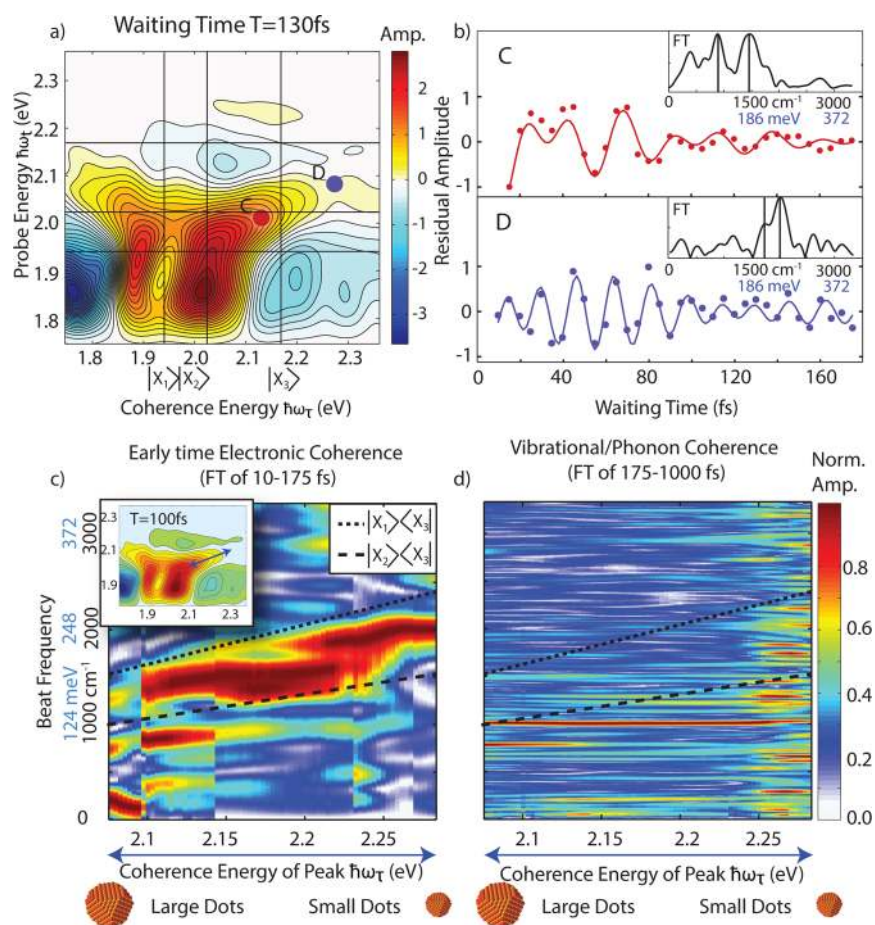 a)
Waiting Time T=130fs
Amp.
Probe Energy ħωt (eV)
2.3
2.2
2.1
2.0
1.9
1.8
D
C
2
1
0
-1
-2
-3
1.8
1.9
2.0
2.1
2.2
2.3
|X1⟩|X2⟩
|X3⟩
Coherence Energy ħωτ (eV)
b)
Residual Amplitude
C
FT
0
1500 cm-1
3000
186 meV
372
1
0
-1
D
FT
0
1500 cm-1
3000
186 meV
372
1
0
-1
0
40
80
120
160
Waiting Time (fs)
c)
Early time Electronic Coherence
(FT of 10-175 fs)
T=100fs
2.3
2.1
1.9
1.9
2.1
2.3
|X1⟩⟨X3|
|X2⟩⟨X3|
Beat Frequency
372
3000
248
2000
124 meV
1000 cm-1
0
2.1
2.15
2.2
2.25
Coherence Energy of Peak ħωτ (eV)
Large Dots
Small Dots
d)
Vibrational/Phonon Coherence
(FT of 175-1000 fs)
Norm.
Amp.
0.8
0.6
0.4
0.2
0.0
2.1
2.15
2.2
2.25
Coherence Energy of Peak ħωτ (eV)
Large Dots
Small Dots